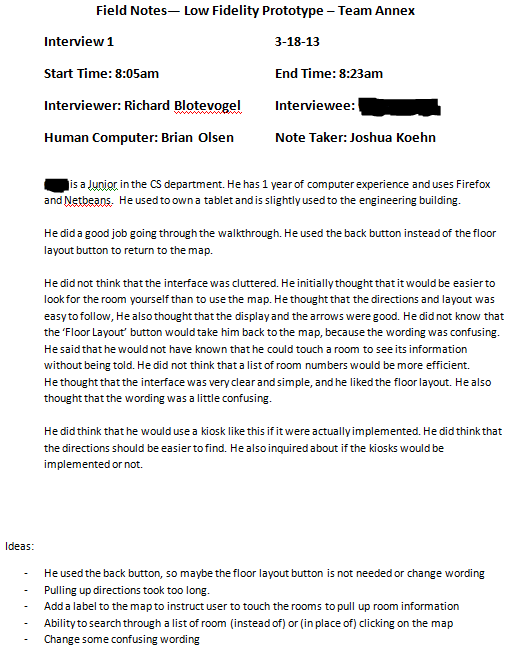 Field Notes— Low Fidelity Prototype – Team Annex
Interview 1 3-18-13
Start Time: 8:05am End Time: 8:23am
Interviewer: Richard Blotevogel Interviewee:
Human Computer: Brian Olsen Note Taker: Joshua Koehn
is a Junior in the CS department. He has 1 year of computer experience and uses Firefox
and Netbeans. He used to own a tablet and is slightly used to the engineering building.
He did a good job going through the walkthrough. He used the back button instead of the floor
layout button to return to the map.
He did not think that the interface was cluttered. He initially thought that it would be easier to
look for the room yourself than to use the map. He thought that the directions and layout was
easy to follow, He also thought that the display and the arrows were good. He did not know that
the ‘Floor Layout’ button would take him back to the map, because the wording was confusing.
He said that he would not have known that he could touch a room to see its information
without being told. He did not think that a list of room numbers would be more efficient.
He thought that the interface was very clear and simple, and he liked the floor layout. He also
thought that the wording was a little confusing.
He did think that he would use a kiosk like this if it were actually implemented. He did think that
the directions should be easier to find. He also inquired about if the kiosks would be
implemented or not.
Ideas:
- He used the back button, so maybe the floor layout button is not needed or change wording
- Pulling up directions took too long.
- Add a label to the map to instruct user to touch the rooms to pull up room information
- Ability to search through a list of room (instead of) or (in place of) clicking on the map
- Change some confusing wording